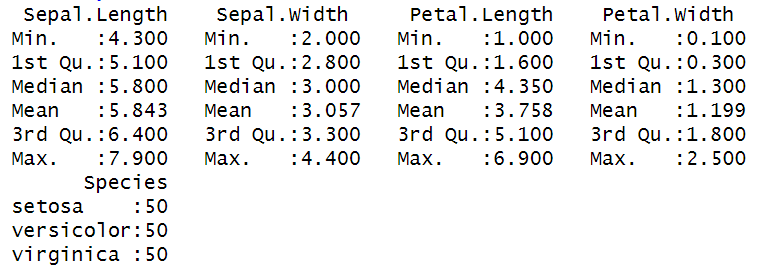 Sepal.Length    Sepal.Width     Petal.Length    Petal.Width
 Min.   :4.300   Min.   :2.000   Min.   :1.000   Min.   :0.100
 1st Qu.:5.100   1st Qu.:2.800   1st Qu.:1.600   1st Qu.:0.300
 Median :5.800   Median :3.000   Median :4.350   Median :1.300
 Mean   :5.843   Mean   :3.057   Mean   :3.758   Mean   :1.199
 3rd Qu.:6.400   3rd Qu.:3.300   3rd Qu.:5.100   3rd Qu.:1.800
 Max.   :7.900   Max.   :4.400   Max.   :6.900   Max.   :2.500
       Species
 setosa    :50
 versicolor:50
 virginica :50